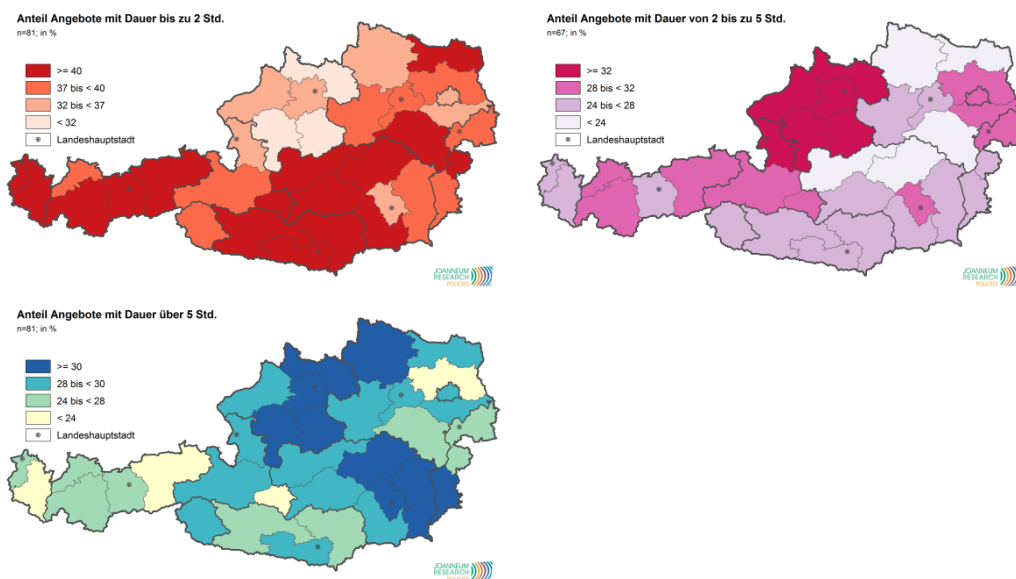 Anteil Angebote mit Dauer bis zu 2 Std.
n=81; in %
>= 40
37 bis < 40
32 bis < 37
< 32
Landeshauptstadt
JOANNEUM
RESEARCH
POLICIES
Anteil Angebote mit Dauer von 2 bis zu 5 Std.
n=67; in %
>= 32
28 bis < 32
24 bis < 28
< 24
Landeshauptstadt
JOANNEUM
RESEARCH
POLICIES
Anteil Angebote mit Dauer über 5 Std.
n=81; in %
>= 30
28 bis < 30
24 bis < 28
< 24
Landeshauptstadt
JOANNEUM
RESEARCH
POLICIES